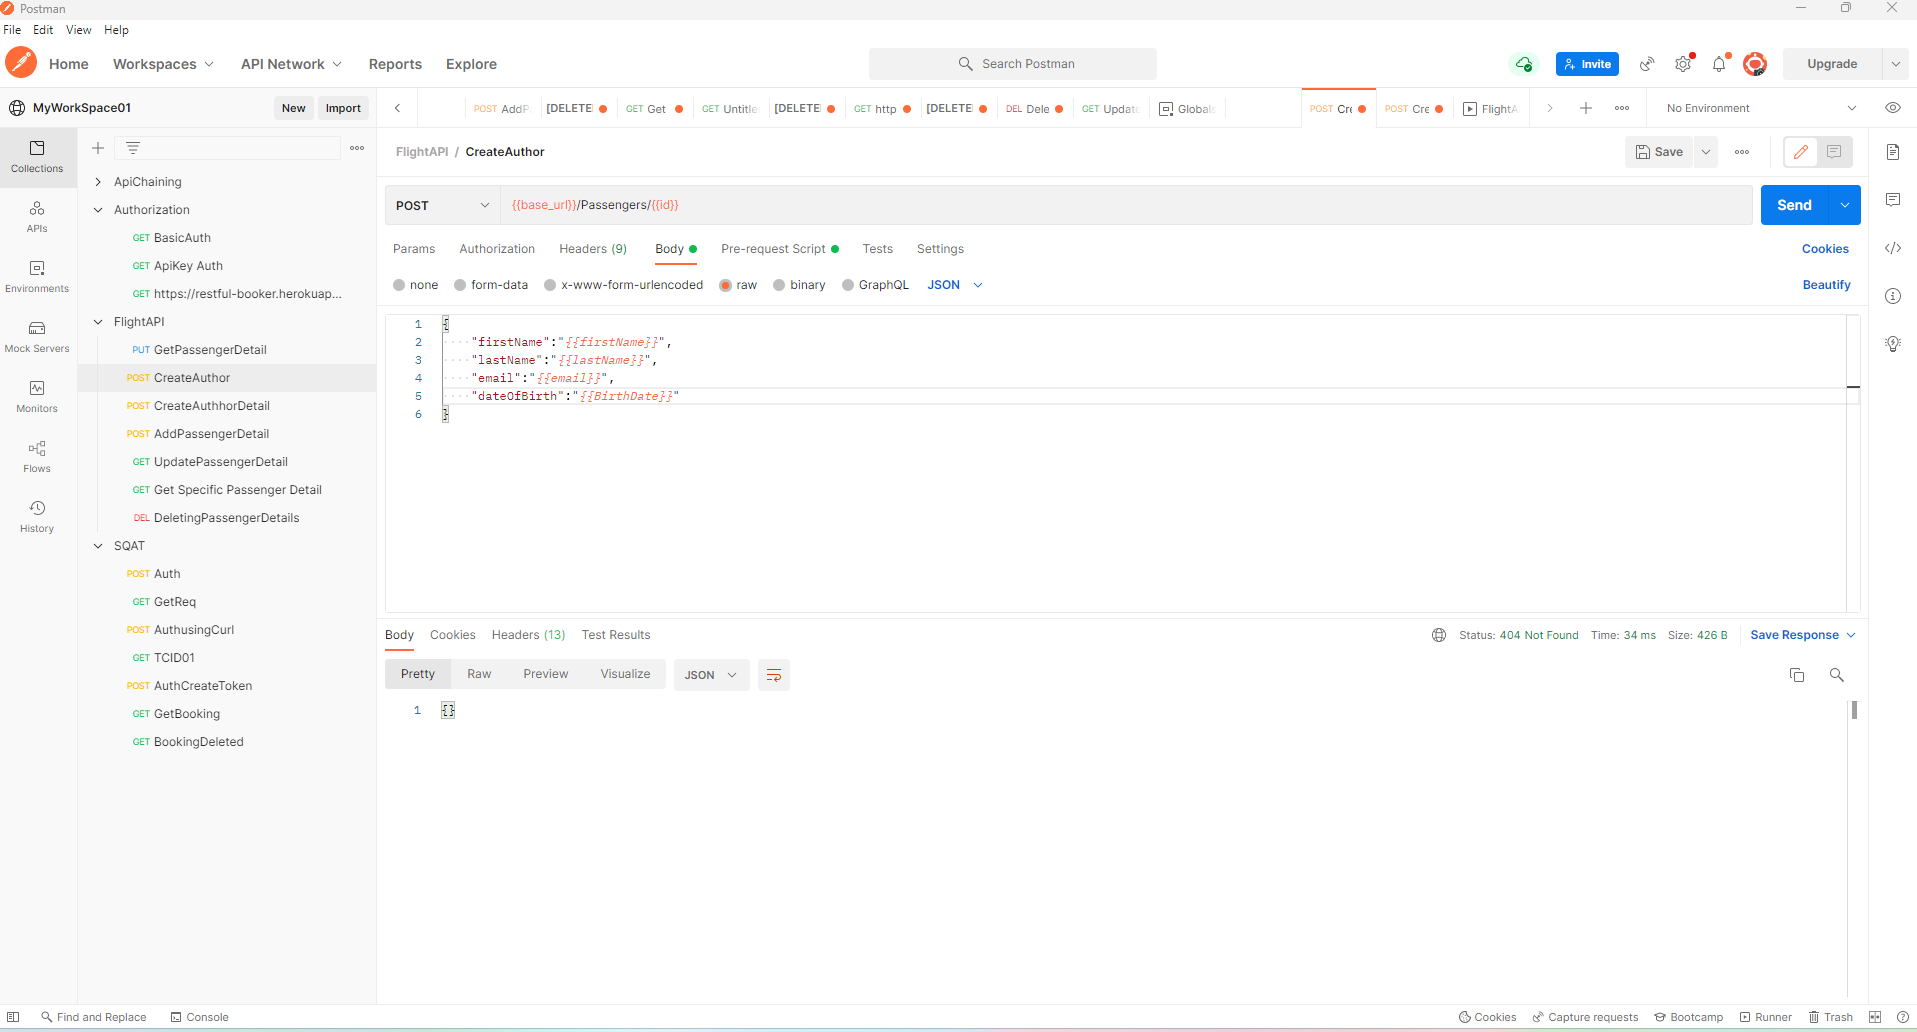 Postman
File Edit View Help
Home Workspaces API Network Reports Explore Search Postman Invite Upgrade
MyWorkSpace01 New Import
POST AddP [DELETE] GET Get GET Untitle [DELETE] GET http [DELETE] DEL Dele GET Update Globals POST Cre POST Cre FlightA No Environment
Collections
APIs
Environments
Mock Servers
Monitors
Flows
History
ApiChaining
Authorization
GET BasicAuth
GET ApiKey Auth
GET https://restful-booker.herokuap...
FlightAPI
PUT GetPassengerDetail
POST CreateAuthor
POST CreateAuthhorDetail
POST AddPassengerDetail
GET UpdatePassengerDetail
GET Get Specific Passenger Detail
DEL DeletingPassengerDetails
SQAT
POST Auth
GET GetReq
POST AuthusingCurl
GET TCID01
POST AuthCreateToken
GET GetBooking
GET BookingDeleted
FlightAPI / CreateAuthor Save
POST {{base_url}}/Passengers/{{id}} Send
Params Authorization Headers (9) Body Pre-request Script Tests Settings Cookies
none form-data x-www-form-urlencoded raw binary GraphQL JSON Beautify
1 {
2 "firstName":"{{firstName}}",
3 "lastName":"{{lastName}}",
4 "email":"{{email}}",
5 "dateOfBirth":"{{BirthDate}}"
6 }
Body Cookies Headers (13) Test Results Status: 404 Not Found Time: 34 ms Size: 426 B Save Response
Pretty Raw Preview Visualize JSON
1 {}
Find and Replace Console Cookies Capture requests Bootcamp Runner Trash